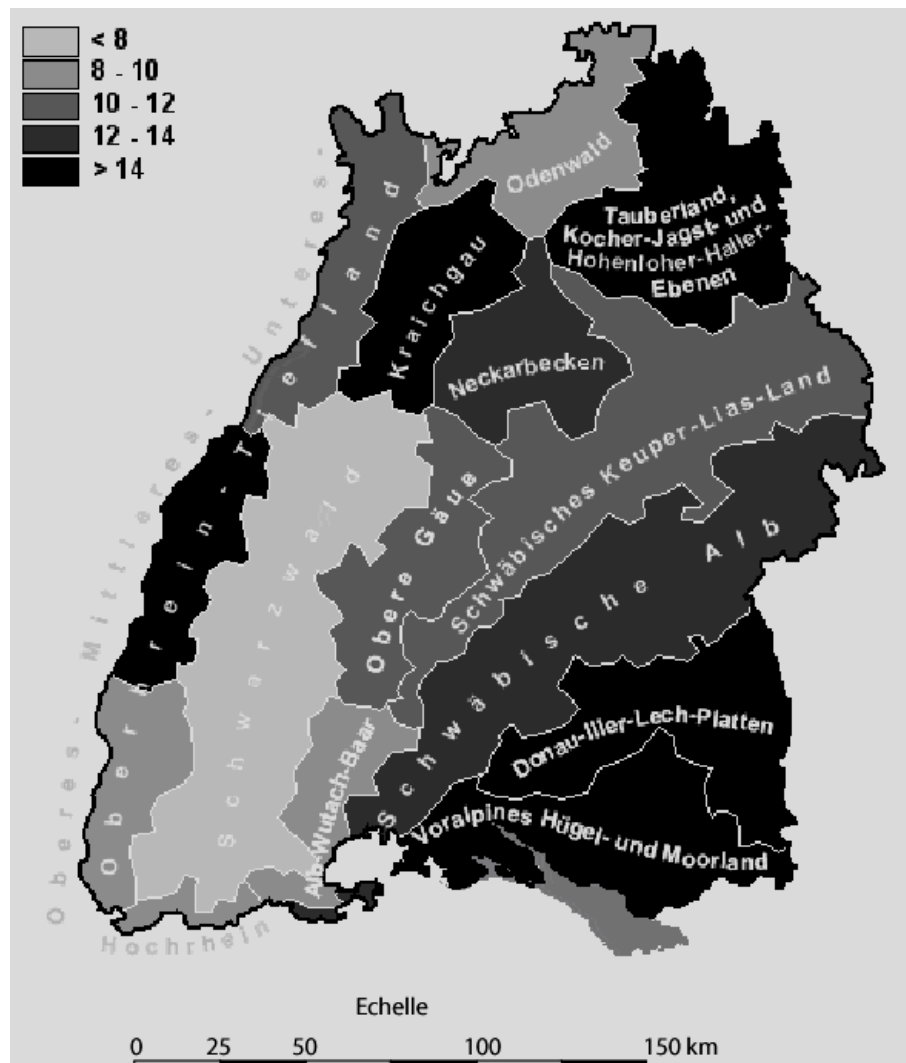 < 8
8 - 10
10 - 12
12 - 14
> 14
Odenwald
Tauberland,
Kocher-Jagst- und
Hohenloher-Haller-
Ebenen
Kraichgau
Neckarbecken
Unteres-
Mittleres-
Oberes-
Oberrhein-Tiefland
Schwarzwald
Obere Gäue
Schwäbisches Keuper-Lias-Land
Schwäbische Alb
Alb-Wutach-Baar
Donau-Iller-Lech-Platten
Voralpines Hügel- und Moorland
Hochrhein
Echelle
0 25 50 100 150 km